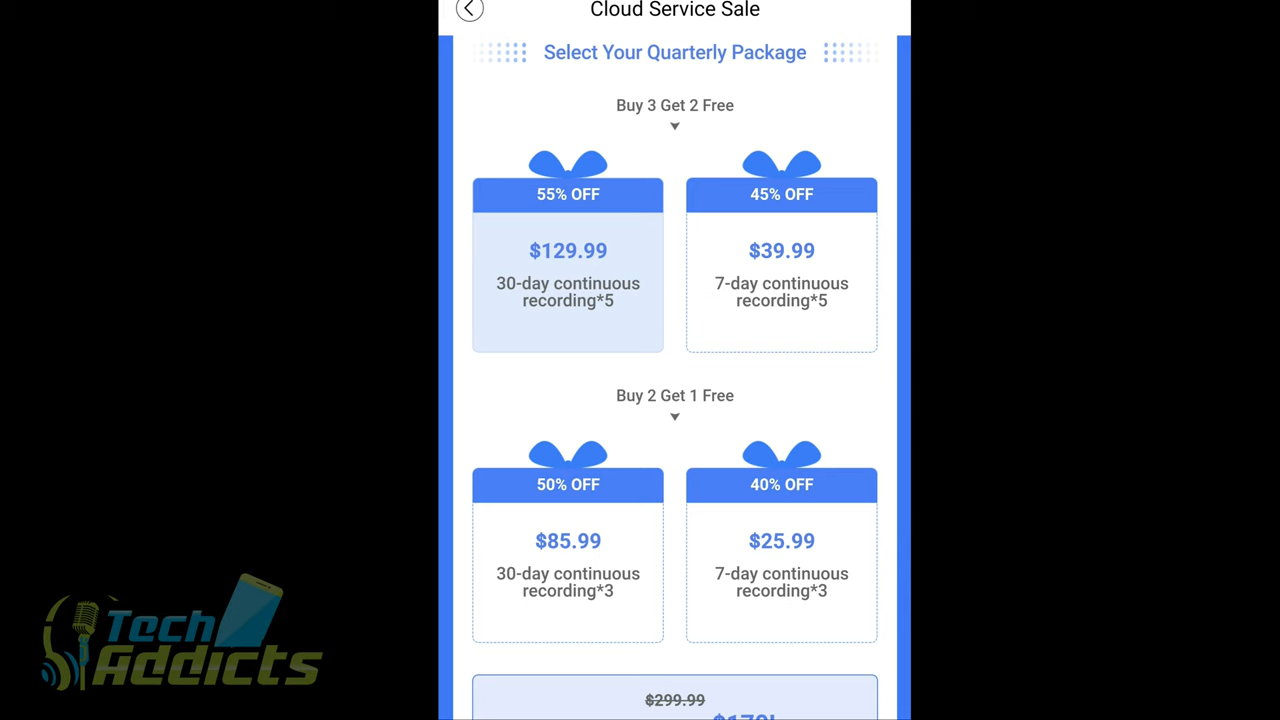 Cloud Service Sale
Select Your Quarterly Package
Buy 3 Get 2 Free
55% OFF
$129.99
30-day continuous
recording*5
45% OFF
$39.99
7-day continuous
recording*5
Buy 2 Get 1 Free
50% OFF
$85.99
30-day continuous
recording*3
40% OFF
$25.99
7-day continuous
recording*3
$299.99
Tech
Addicts